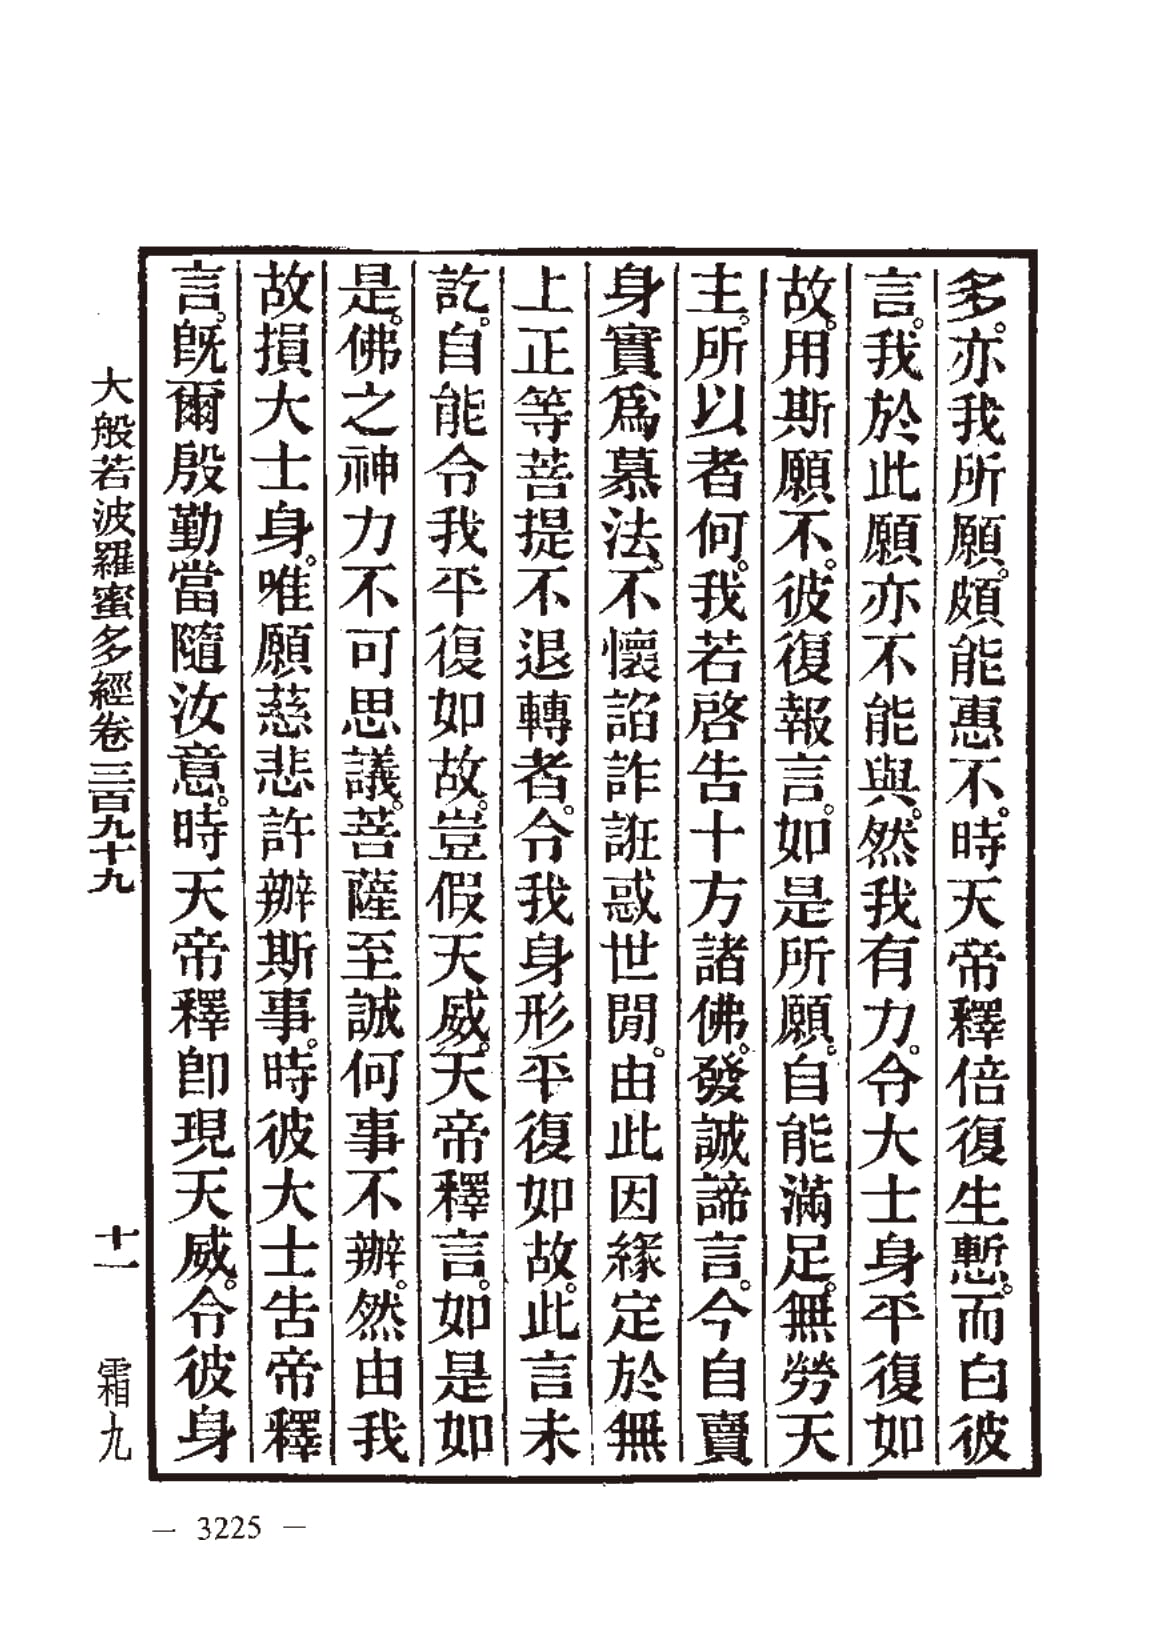 多。亦我所願。頗能惠不。時天帝釋倍復生慙。而白彼
言。我於此願亦不能與。然我有力。令大士身平復如
故。用斯願不。彼復報言。如是所願。自能滿足。無勞天
主。所以者何。我若啓告十方諸佛。發誠諦言。今自賣
身實爲慕法。不懷諂詐誑惑世閒。由此因緣定於無
上正等菩提不退轉者。令我身形平復如故。此言未
訖。自能令我平復如故。豈假天威。天帝釋言。如是如
是。佛之神力不可思議。菩薩至誠何事不辦。然由我
故損大士身。唯願慈悲許辦斯事。時彼大士告帝釋
言。旣爾殷勤當隨汝意。時天帝釋卽現天威。令彼身
大般若波羅蜜多經卷三百九十九 十一 霜九
— 3225 —